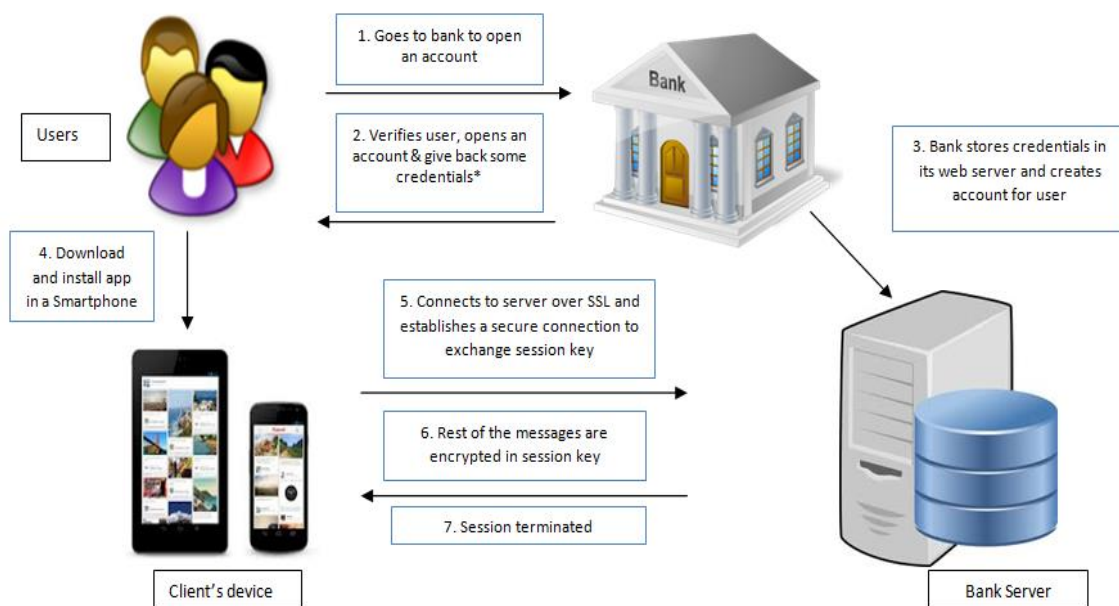 1. Goes to bank to open
an account
Bank
Users
2. Verifies user, opens an
account & give back some
credentials*
3. Bank stores credentials in
its web server and creates
account for user
4. Download
and install app
in a Smartphone
5. Connects to server over SSL and
establishes a secure connection to
exchange session key
6. Rest of the messages are
encrypted in session key
7. Session terminated
Client's device
Bank Server